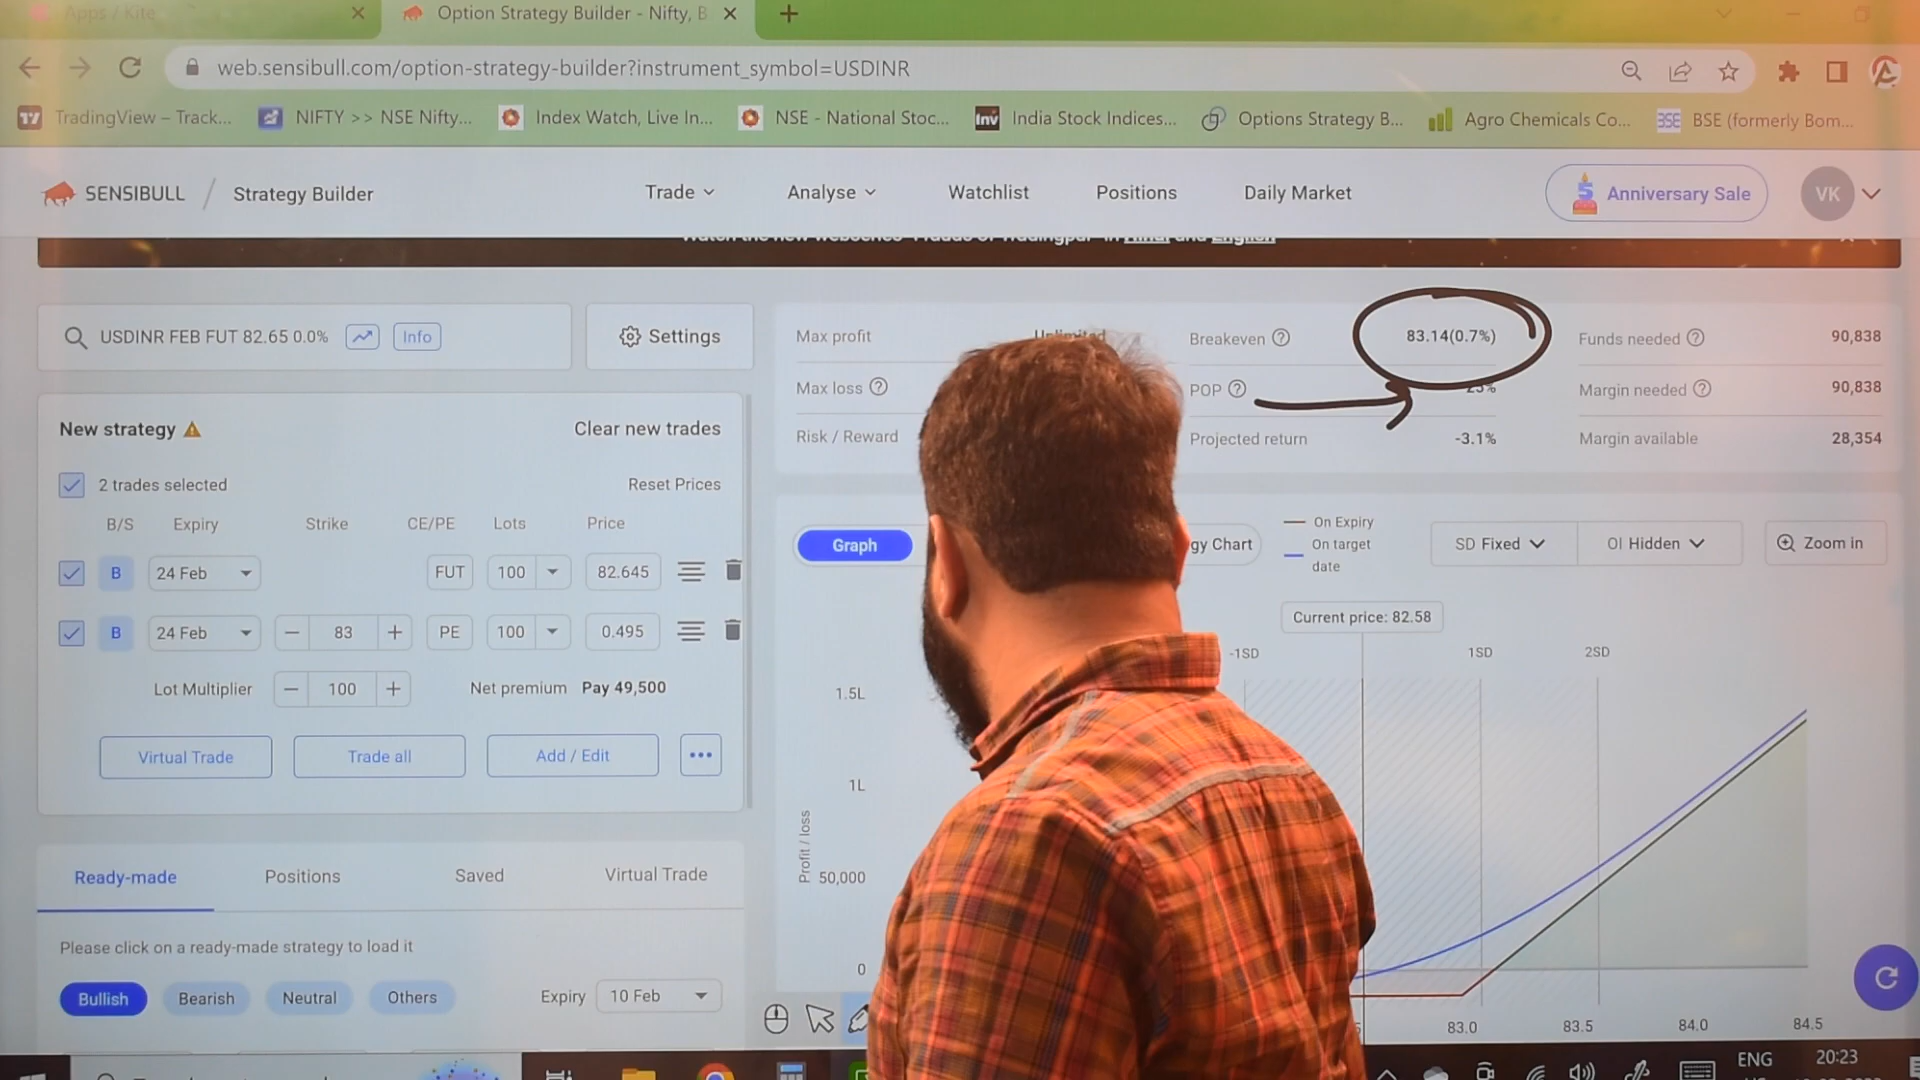 Apps / Kite
Option Strategy Builder - Nifty, B
web.sensibull.com/option-strategy-builder?instrument_symbol=USDINR
TradingView – Track...
NIFTY >> NSE Nifty...
Index Watch, Live In...
NSE - National Stoc...
Inv India Stock Indices...
Options Strategy B...
Agro Chemicals Co...
BSE BSE (formerly Bom...
SENSIBULL / Strategy Builder
Trade
Analyse
Watchlist
Positions
Daily Market
5 Anniversary Sale
VK
USDINR FEB FUT 82.65 0.0%
Info
Settings
New strategy
Clear new trades
2 trades selected
Reset Prices
B/S Expiry Strike CE/PE Lots Price
B 24 Feb FUT 100 82.645
B 24 Feb − 83 + PE 100 0.495
Lot Multiplier − 100 + Net premium Pay 49,500
Virtual Trade
Trade all
Add / Edit
Ready-made
Positions
Saved
Virtual Trade
Please click on a ready-made strategy to load it
Bullish
Bearish
Neutral
Others
Expiry 10 Feb
Max profit Unlimited
Max loss
Risk / Reward
Breakeven 83.14(0.7%)
POP
Projected return -3.1%
Funds needed 90,838
Margin needed 90,838
Margin available 28,354
Graph
gy Chart
On Expiry
On target
date
SD Fixed
OI Hidden
Zoom in
Current price: 82.58
-1SD
1SD
2SD
1.5L
1L
50,000
0
Profit / loss
83.0
83.5
84.0
84.5
ENG
20:23